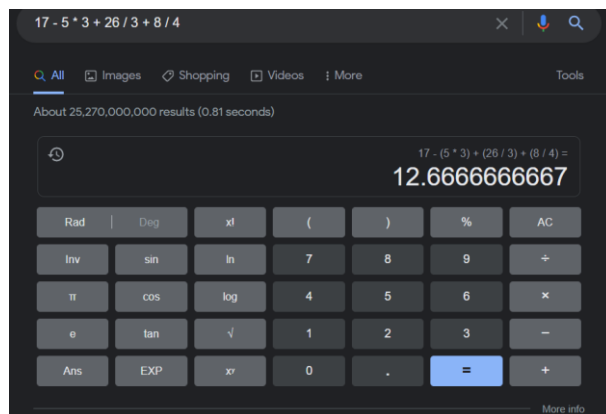 17 - 5 * 3 + 26 / 3 + 8 / 4
All Images Shopping Videos More Tools
About 25,270,000,000 results (0.81 seconds)
17 - (5 * 3) + (26 / 3) + (8 / 4) =
12.6666666667
Rad Deg x! ( ) % AC
Inv sin ln 7 8 9 ÷
π cos log 4 5 6 ×
e tan √ 1 2 3 −
Ans EXP xʸ 0 . = +
More info